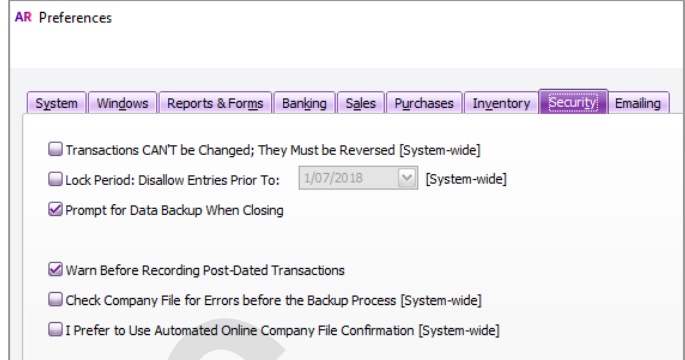 AR Preferences
System Windows Reports & Forms Banking Sales Purchases Inventory Security Emailing
Transactions CAN'T be Changed; They Must be Reversed [System-wide]
Lock Period: Disallow Entries Prior To: 1/07/2018 [System-wide]
Prompt for Data Backup When Closing
Warn Before Recording Post-Dated Transactions
Check Company File for Errors before the Backup Process [System-wide]
I Prefer to Use Automated Online Company File Confirmation [System-wide]